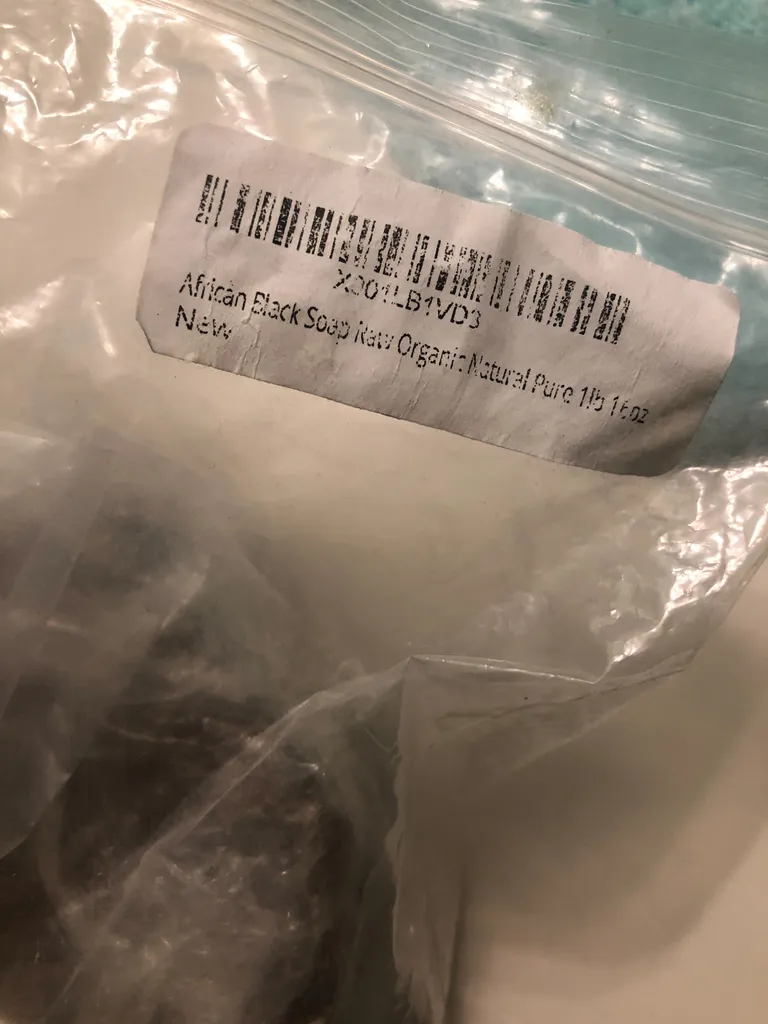 X001LB1VD3
African Black Soap Raw Organic Natural Pure 1lb 16oz
New